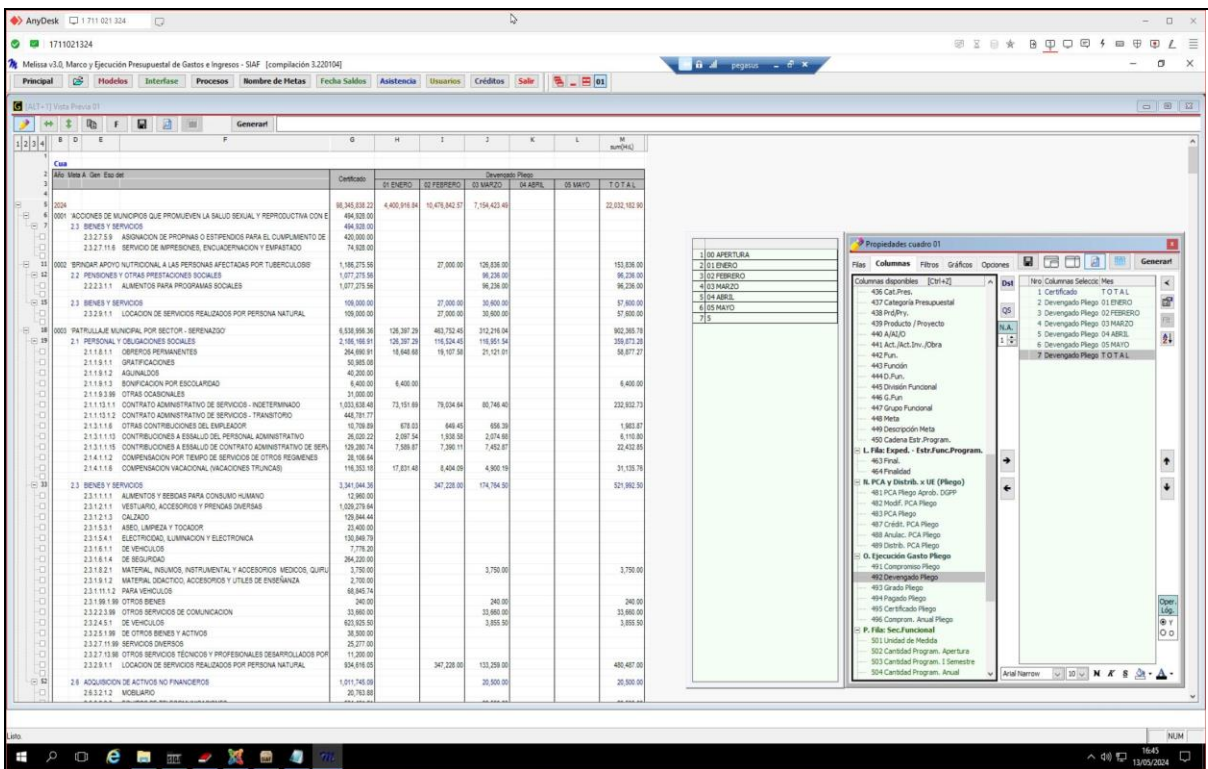 AnyDesk 1 711 021 324
1711021324
Melissa v3.0, Marco y Ejecución Presupuestal de Gastos e Ingresos - SIAF [compilación 3.220104]
pegasus
Principal Modelos Interfase Procesos Nombre de Metas Fecha Saldos Asistencia Usuarios Créditos Salir 01
[ALT+1] Vista Previa 01
F Generar!
1 2 3 4 B D E F G H I J K L M
sum(H:L)
Cua
Año Meta A Gen Esp det Certificado Devengado Pliego
01 ENERO 02 FEBRERO 03 MARZO 04 ABRIL 05 MAYO T O T A L
2024 98,345,838.22 4,400,916.84 10,476,842.57 7,154,423.49 22,032,182.90
0001 'ACCIONES DE MUNICIPIOS QUE PROMUEVEN LA SALUD SEXUAL Y REPRODUCTIVA CON E 494,928.00
2.3 BIENES Y SERVICIOS 494,928.00
2.3.2.7.5.9 ASIGNACION DE PROPINAS O ESTIPENDIOS PARA EL CUMPLIMIENTO DE 420,000.00
2.3.2.7.11.6 SERVICIO DE IMPRESIONES, ENCUADERNACION Y EMPASTADO 74,928.00
0002 'BRINDAR APOYO NUTRICIONAL A LAS PERSONAS AFECTADAS POR TUBERCULOSIS' 1,186,275.56 27,000.00 126,836.00 153,836.00
2.2 PENSIONES Y OTRAS PRESTACIONES SOCIALES 1,077,275.56 96,236.00 96,236.00
2.2.2.3.1.1 ALIMENTOS PARA PROGRAMAS SOCIALES 1,077,275.56 96,236.00 96,236.00
2.3 BIENES Y SERVICIOS 109,000.00 27,000.00 30,600.00 57,600.00
2.3.2.9.1.1 LOCACION DE SERVICIOS REALIZADOS POR PERSONA NATURAL 109,000.00 27,000.00 30,600.00 57,600.00
0003 'PATRULLAJE MUNICIPAL POR SECTOR - SERENAZGO' 6,538,956.36 126,397.29 463,752.45 312,216.04 902,365.78
2.1 PERSONAL Y OBLIGACIONES SOCIALES 2,186,166.91 126,397.29 116,524.45 116,951.54 359,873.28
2.1.1.8.1.1 OBREROS PERMANENTES 264,690.91 18,648.68 19,107.58 21,121.01 58,877.27
2.1.1.9.1.1 GRATIFICACIONES 50,985.08
2.1.1.9.1.2 AGUINALDOS 40,200.00
2.1.1.9.1.3 BONIFICACION POR ESCOLARIDAD 6,400.00 6,400.00 6,400.00
2.1.1.9.3.99 OTRAS OCASIONALES 31,000.00
2.1.1.13.1.1 CONTRATO ADMINISTRATIVO DE SERVICIOS - INDETERMINADO 1,033,638.48 73,151.69 79,034.64 80,746.40 232,932.73
2.1.1.13.1.2 CONTRATO ADMINISTRATIVO DE SERVICIOS - TRANSITORIO 448,781.77
2.1.3.1.1.6 OTRAS CONTRIBUCIONES DEL EMPLEADOR 10,709.89 678.03 649.45 656.39 1,983.87
2.1.3.1.1.13 CONTRIBUCIONES A ESSALUD DEL PERSONAL ADMINISTRATIVO 26,020.22 2,097.54 1,938.58 2,074.68 6,110.80
2.1.3.1.1.15 CONTRIBUCIONES A ESSALUD DE CONTRATO ADMINISTRATIVO DE SERV 129,280.74 7,589.87 7,390.11 7,452.87 22,432.85
2.1.4.1.1.2 COMPENSACION POR TIEMPO DE SERVICIOS DE OTROS REGIMENES 28,106.64
2.1.4.1.1.6 COMPENSACION VACACIONAL (VACACIONES TRUNCAS) 116,353.18 17,831.48 8,404.09 4,900.19 31,135.76
2.3 BIENES Y SERVICIOS 3,341,044.36 347,228.00 174,764.50 521,992.50
2.3.1.1.1.1 ALIMENTOS Y BEBIDAS PARA CONSUMO HUMANO 12,960.00
2.3.1.2.1.1 VESTUARIO, ACCESORIOS Y PRENDAS DIVERSAS 1,029,279.64
2.3.1.2.1.3 CALZADO 129,844.44
2.3.1.5.3.1 ASEO, LIMPIEZA Y TOCADOR 23,400.00
2.3.1.5.4.1 ELECTRICIDAD, ILUMINACION Y ELECTRONICA 130,849.79
2.3.1.6.1.1 DE VEHICULOS 7,776.20
2.3.1.6.1.4 DE SEGURIDAD 264,220.00
2.3.1.8.2.1 MATERIAL, INSUMOS, INSTRUMENTAL Y ACCESORIOS MEDICOS, QUIRU 3,750.00 3,750.00 3,750.00
2.3.1.9.1.2 MATERIAL DIDACTICO, ACCESORIOS Y UTILES DE ENSEÑANZA 2,700.00
2.3.1.11.1.2 PARA VEHICULOS 68,845.74
2.3.1.99.1.99 OTROS BIENES 240.00 240.00 240.00
2.3.2.2.3.99 OTROS SERVICIOS DE COMUNICACION 33,660.00 33,660.00 33,660.00
2.3.2.4.5.1 DE VEHICULOS 623,925.50 3,855.50 3,855.50
2.3.2.5.1.99 DE OTROS BIENES Y ACTIVOS 38,500.00
2.3.2.7.11.99 SERVICIOS DIVERSOS 25,277.00
2.3.2.7.13.98 OTROS SERVICIOS TÉCNICOS Y PROFESIONALES DESARROLLADOS POR 11,200.00
2.3.2.9.1.1 LOCACION DE SERVICIOS REALIZADOS POR PERSONA NATURAL 934,616.05 347,228.00 133,259.00 480,487.00
2.6 ADQUISICION DE ACTIVOS NO FINANCIEROS 1,011,745.09 20,500.00 20,500.00
2.6.3.2.1.2 MOBILIARIO 20,763.88
1 00 APERTURA
2 01 ENERO
3 02 FEBRERO
4 03 MARZO
5 04 ABRIL
6 05 MAYO
7 5
Propiedades cuadro 01
Filas Columnas Filtros Gráficos Opciones Generar!
Columnas disponibles [Ctrl+Z]
436 Cat.Pres.
437 Categoría Presupuestal
438 Prd/Pry.
439 Producto / Proyecto
440 A/AI/O
441 Act./Act.Inv./Obra
442 Fun.
443 Función
444 D.Fun.
445 División Funcional
446 G.Fun
447 Grupo Funcional
448 Meta
449 Descripción Meta
450 Cadena Estr.Program.
L. Fila: Exped. - Estr.Func.Program.
463 Final.
464 Finalidad
N. PCA y Distrib. x UE (Pliego)
481 PCA Pliego Aprob. DGPP
482 Modif. PCA Pliego
483 PCA Pliego
487 Crédit. PCA Pliego
488 Anulac. PCA Pliego
489 Distrib. PCA Pliego
O. Ejecución Gasto Pliego
491 Compromiso Pliego
492 Devengado Pliego
493 Girado Pliego
494 Pagado Pliego
495 Certificado Pliego
496 Comprom. Anual Pliego
P. Fila: Sec.Funcional
501 Unidad de Medida
502 Cantidad Program. Apertura
503 Cantidad Program. I Semestre
504 Cantidad Program. Anual
Dst
QS
N.A.
1
Nro Columnas Selecció: Mes
1 Certificado T O T A L
2 Devengado Pliego 01 ENERO
3 Devengado Pliego 02 FEBRERO
4 Devengado Pliego 03 MARZO
5 Devengado Pliego 04 ABRIL
6 Devengado Pliego 05 MAYO
7 Devengado Pliego T O T A L
Oper.
Lóg.
Y
O
Arial Narrow 10 N K S A
Listo. NUM
16:45
13/05/2024